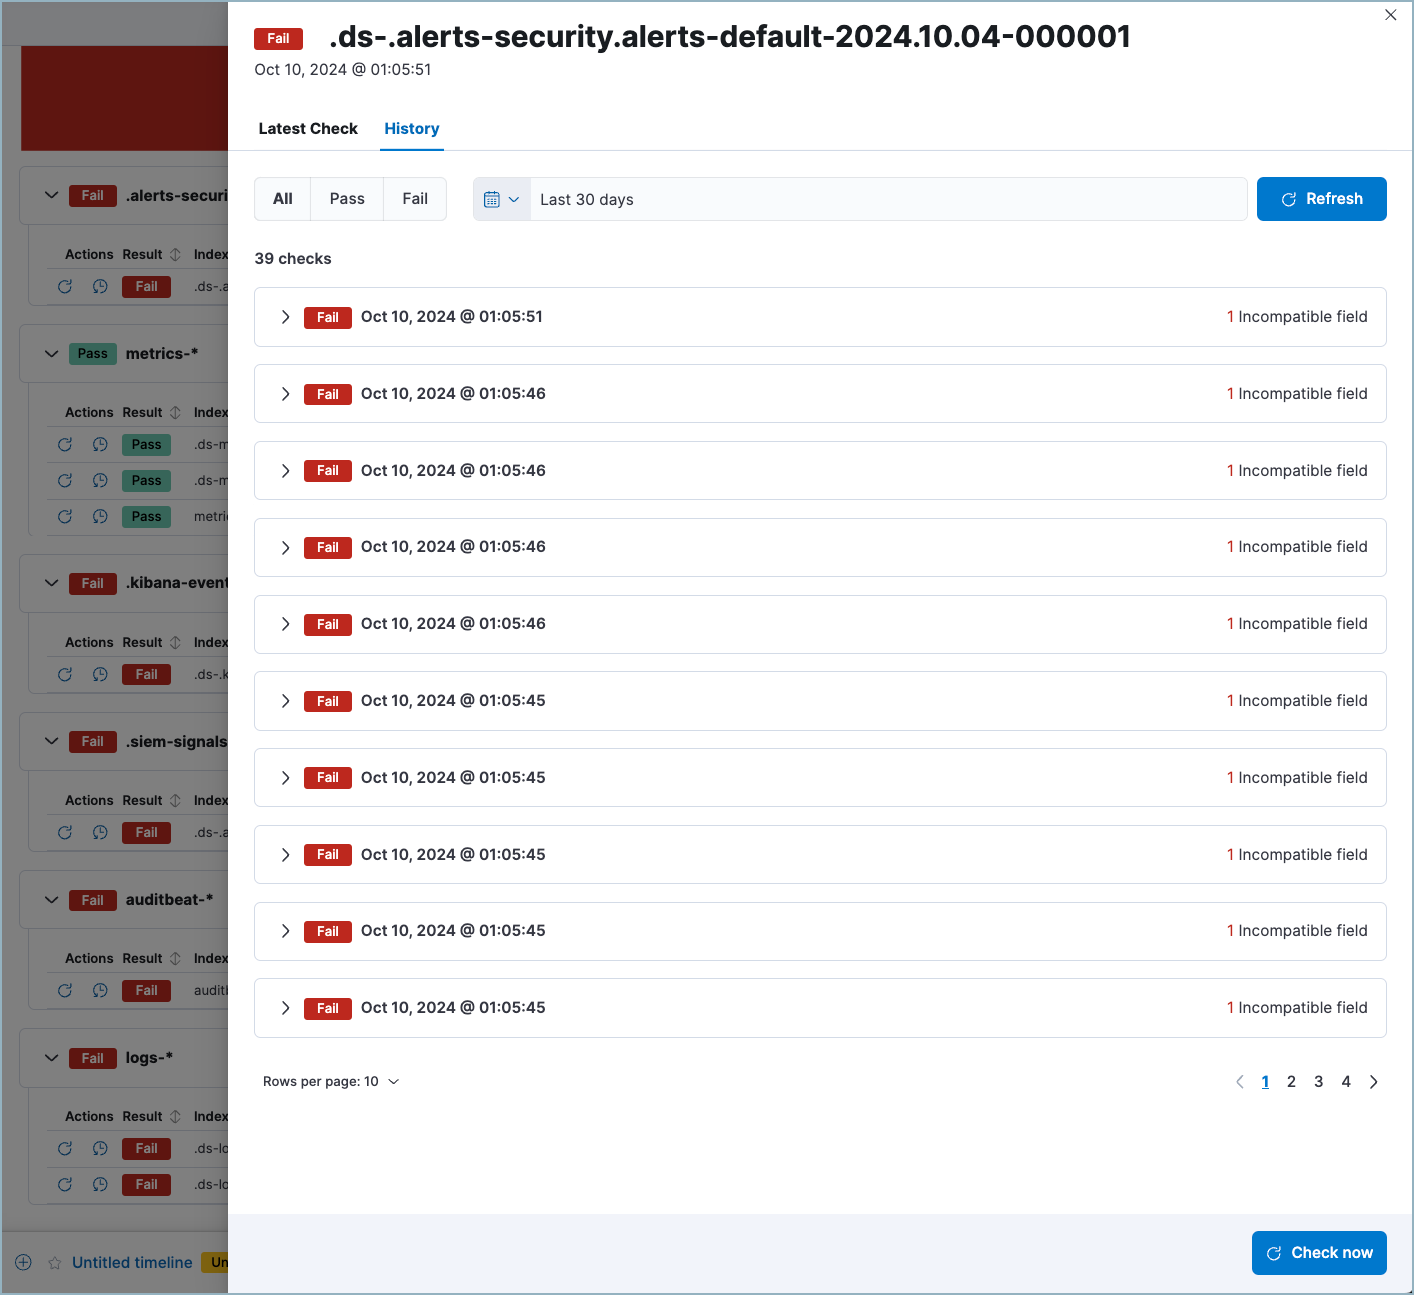 Fail .ds-.alerts-security.alerts-default-2024.10.04-000001
Oct 10, 2024 @ 01:05:51
Latest Check History
All Pass Fail Last 30 days Refresh
39 checks
Fail Oct 10, 2024 @ 01:05:51 1 Incompatible field
Fail Oct 10, 2024 @ 01:05:46 1 Incompatible field
Fail Oct 10, 2024 @ 01:05:46 1 Incompatible field
Fail Oct 10, 2024 @ 01:05:46 1 Incompatible field
Fail Oct 10, 2024 @ 01:05:46 1 Incompatible field
Fail Oct 10, 2024 @ 01:05:45 1 Incompatible field
Fail Oct 10, 2024 @ 01:05:45 1 Incompatible field
Fail Oct 10, 2024 @ 01:05:45 1 Incompatible field
Fail Oct 10, 2024 @ 01:05:45 1 Incompatible field
Fail Oct 10, 2024 @ 01:05:45 1 Incompatible field
Rows per page: 10 1 2 3 4
Check now
Fail .alerts-securi
Actions Result Index
Fail .ds-.a
Pass metrics-*
Actions Result Index
Pass .ds-m
Pass .ds-m
Pass metric
Fail .kibana-event
Actions Result Index
Fail .ds-.k
Fail .siem-signals
Actions Result Index
Fail .ds-.a
Fail auditbeat-*
Actions Result Index
Fail auditb
Fail logs-*
Actions Result Index
Fail .ds-lo
Fail .ds-lo
Untitled timeline Un